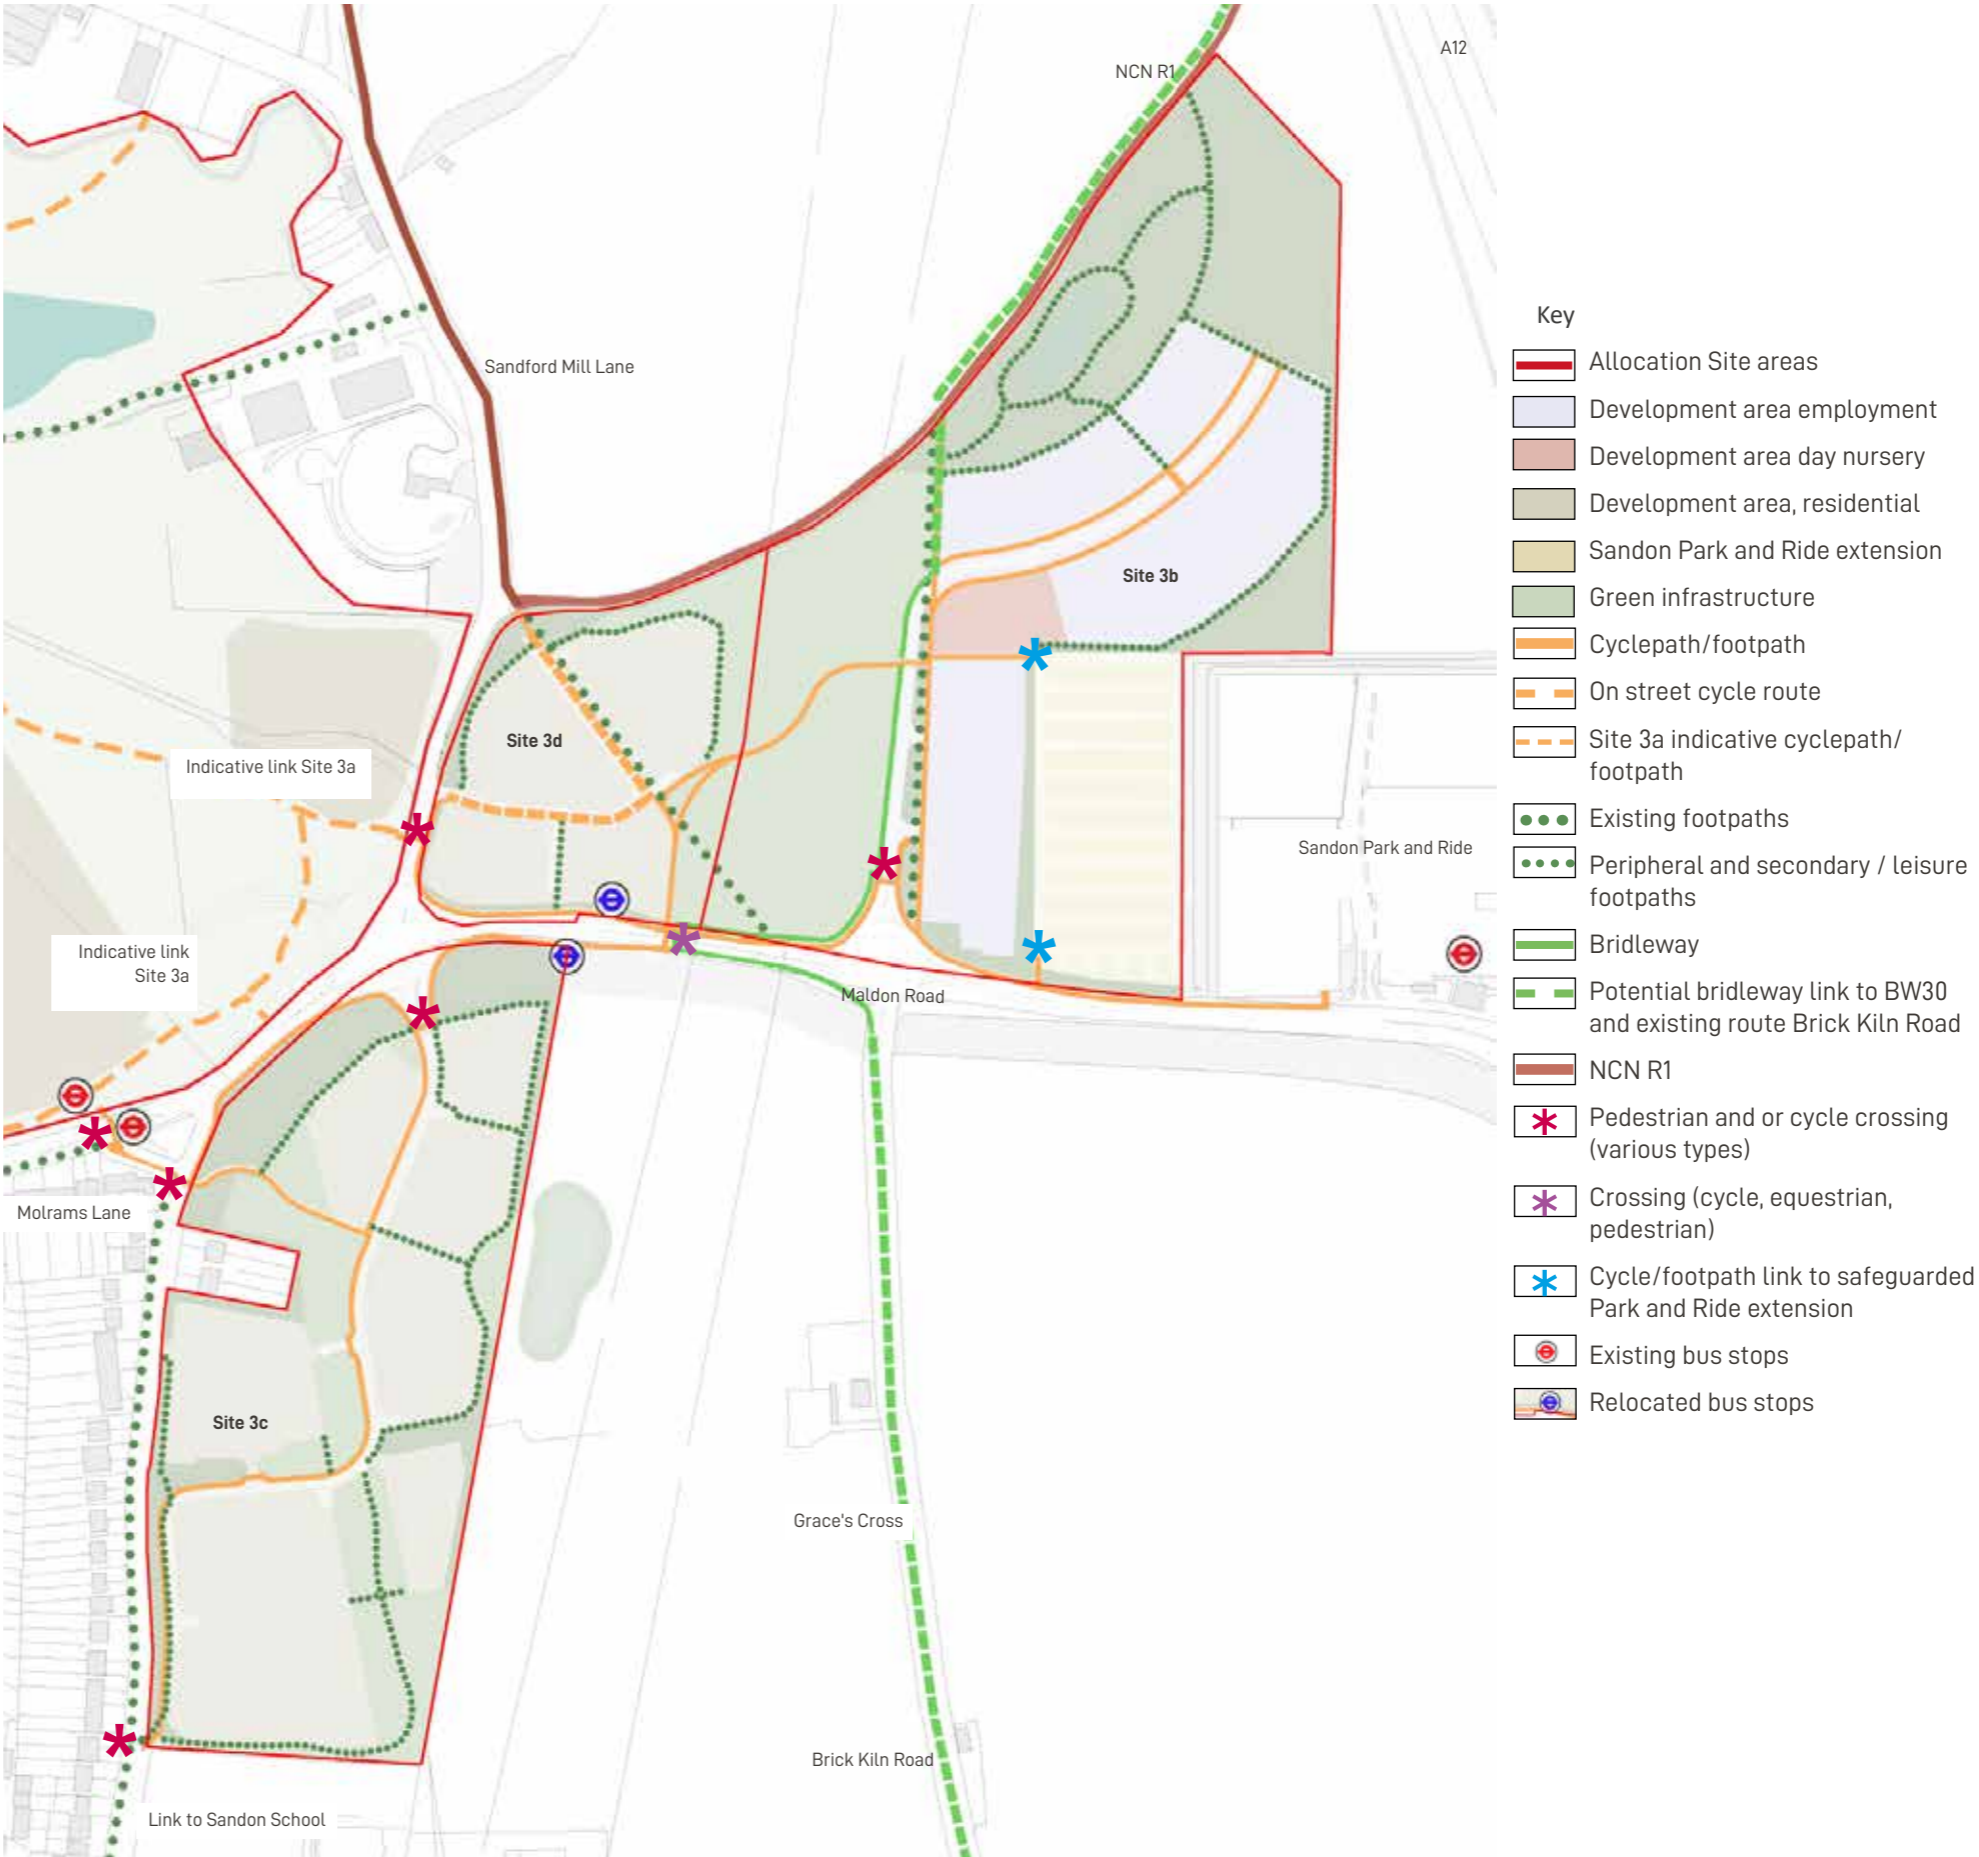 A12
NCN R1
Sandford Mill Lane
Site 3b
Site 3d
Indicative link Site 3a
Sandon Park and Ride
Indicative link
Site 3a
Maldon Road
Molrams Lane
Site 3c
Grace's Cross
Brick Kiln Road
Link to Sandon School
Key
Allocation Site areas
Development area employment
Development area day nursery
Development area, residential
Sandon Park and Ride extension
Green infrastructure
Cyclepath/footpath
On street cycle route
Site 3a indicative cyclepath/
footpath
Existing footpaths
Peripheral and secondary / leisure
footpaths
Bridleway
Potential bridleway link to BW30
and existing route Brick Kiln Road
NCN R1
Pedestrian and or cycle crossing
(various types)
Crossing (cycle, equestrian,
pedestrian)
Cycle/footpath link to safeguarded
Park and Ride extension
Existing bus stops
Relocated bus stops